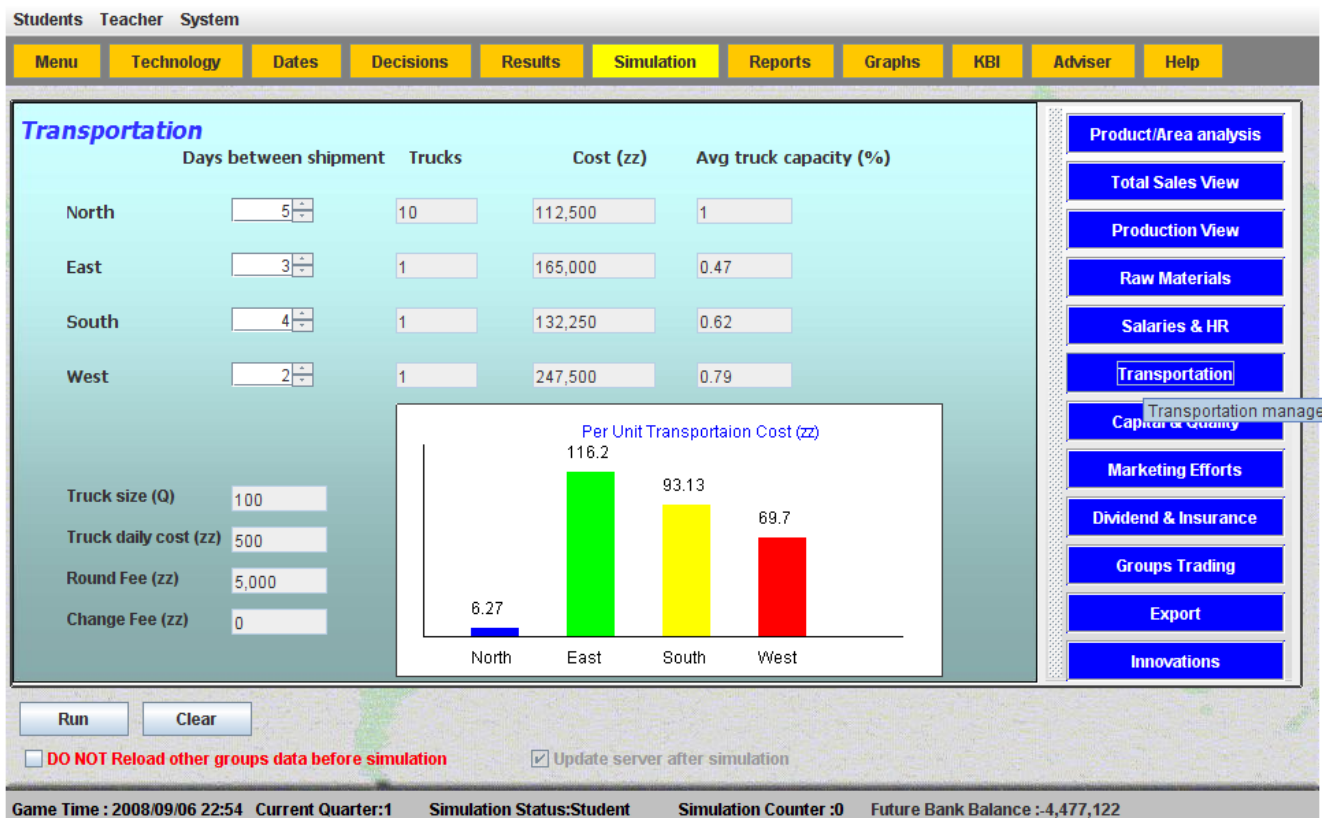 Students Teacher System
Menu Technology Dates Decisions Results Simulation Reports Graphs KBI Adviser Help
Transportation
Days between shipment Trucks Cost (zz) Avg truck capacity (%)
North 5 10 112,500 1
East 3 1 165,000 0.47
South 4 1 132,250 0.62
West 2 1 247,500 0.79
Per Unit Transportaion Cost (zz)
116.2
93.13
69.7
6.27
North East South West
Truck size (Q) 100
Truck daily cost (zz) 500
Round Fee (zz) 5,000
Change Fee (zz) 0
Product/Area analysis
Total Sales View
Production View
Raw Materials
Salaries & HR
Transportation
Transportation manage
Capital & Quality
Marketing Efforts
Dividend & Insurance
Groups Trading
Export
Innovations
Run Clear
DO NOT Reload other groups data before simulation Update server after simulation
Game Time : 2008/09/06 22:54 Current Quarter:1 Simulation Status:Student Simulation Counter :0 Future Bank Balance :-4,477,122